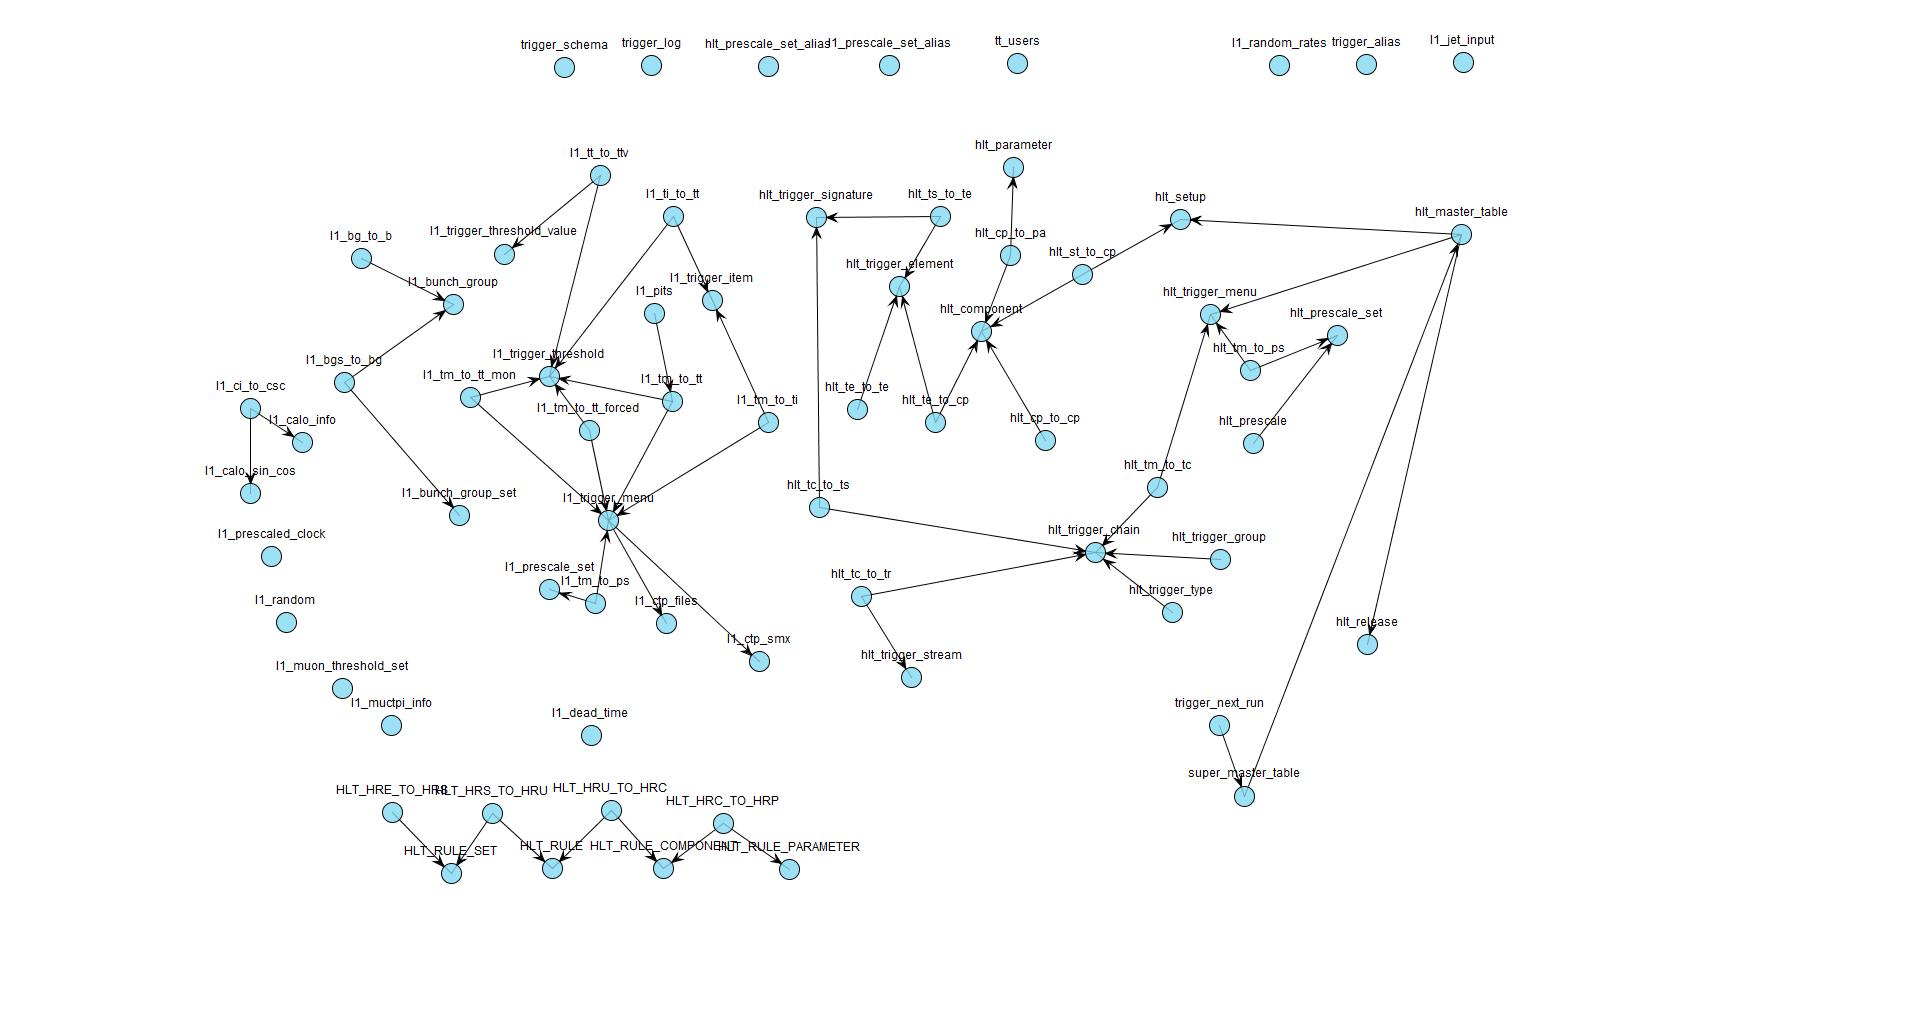 trigger_schema
trigger_log
hlt_prescale_set_alias
l1_prescale_set_alias
tt_users
l1_random_rates
trigger_alias
l1_jet_input
l1_tt_to_ttv
hlt_parameter
l1_ti_to_tt
hlt_trigger_signature
hlt_ts_to_te
hlt_setup
hlt_master_table
l1_bg_to_b
l1_trigger_threshold_value
hlt_cp_to_pa
hlt_st_to_cp
hlt_trigger_element
l1_bunch_group
l1_trigger_item
l1_pits
hlt_component
hlt_trigger_menu
hlt_prescale_set
hlt_tm_to_ps
l1_bgs_to_bg
l1_trigger_threshold
l1_ci_to_csc
l1_tm_to_tt_mon
l1_tm_to_tt
hlt_te_to_te
l1_calo_info
l1_tm_to_tt_forced
l1_tm_to_ti
hlt_te_to_cp
hlt_cp_to_cp
hlt_prescale
l1_calo_sin_cos
hlt_tm_to_tc
l1_bunch_group_set
l1_trigger_menu
hlt_tc_to_ts
l1_prescaled_clock
hlt_trigger_chain
hlt_trigger_group
l1_prescale_set
l1_tm_to_ps
hlt_tc_to_tr
hlt_trigger_type
l1_random
l1_ctp_files
hlt_release
l1_ctp_smx
hlt_trigger_stream
l1_muon_threshold_set
l1_muctpi_info
l1_dead_time
trigger_next_run
super_master_table
HLT_HRE_TO_HRS
HLT_HRS_TO_HRU
HLT_HRU_TO_HRC
HLT_HRC_TO_HRP
HLT_RULE_SET
HLT_RULE
HLT_RULE_COMPONENT
HLT_RULE_PARAMETER